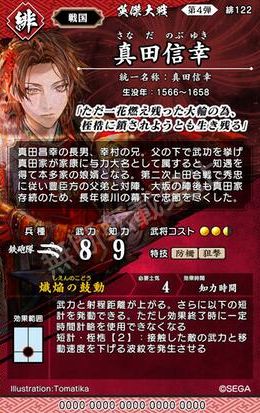 緋
戦国
英傑大戦
第4弾
緋122
さなだのぶゆき
真田信幸
統一名称:真田信幸
生没年:1566~1658
「ただ一花燃え残った大輪の為、
桎梏に鎖されようとも生き残る」
真田昌幸の長男、幸村の兄。父の下で武功を挙げ
真田家が家康に与力大名として属すると、知遇を
得て本多家の娘婿となる。第二次上田合戦で秀忠
に従い豊臣方の父弟と対陣。大坂の陣後も真田家
存続のため、長年徳川の幕下で忠節を尽くした。
兵種
武力
知力
武将コスト
鉄砲隊
8
9
特技
防柵
狙撃
しえんのこどう
熾焔の鼓動
必要士気
4
効果時間
知力時間
効果範囲
武力と射程距離が上がる。さらに以下の短
計を発動できる。ただし効果終了時に一定
時間計略を使用できなくなる
短計・桎梏【2】:接触した敵の武力と移
動速度を下げる波紋を発生させる
Illustration:Tomatika
©SEGA
0000-0000-0000-0000-0000